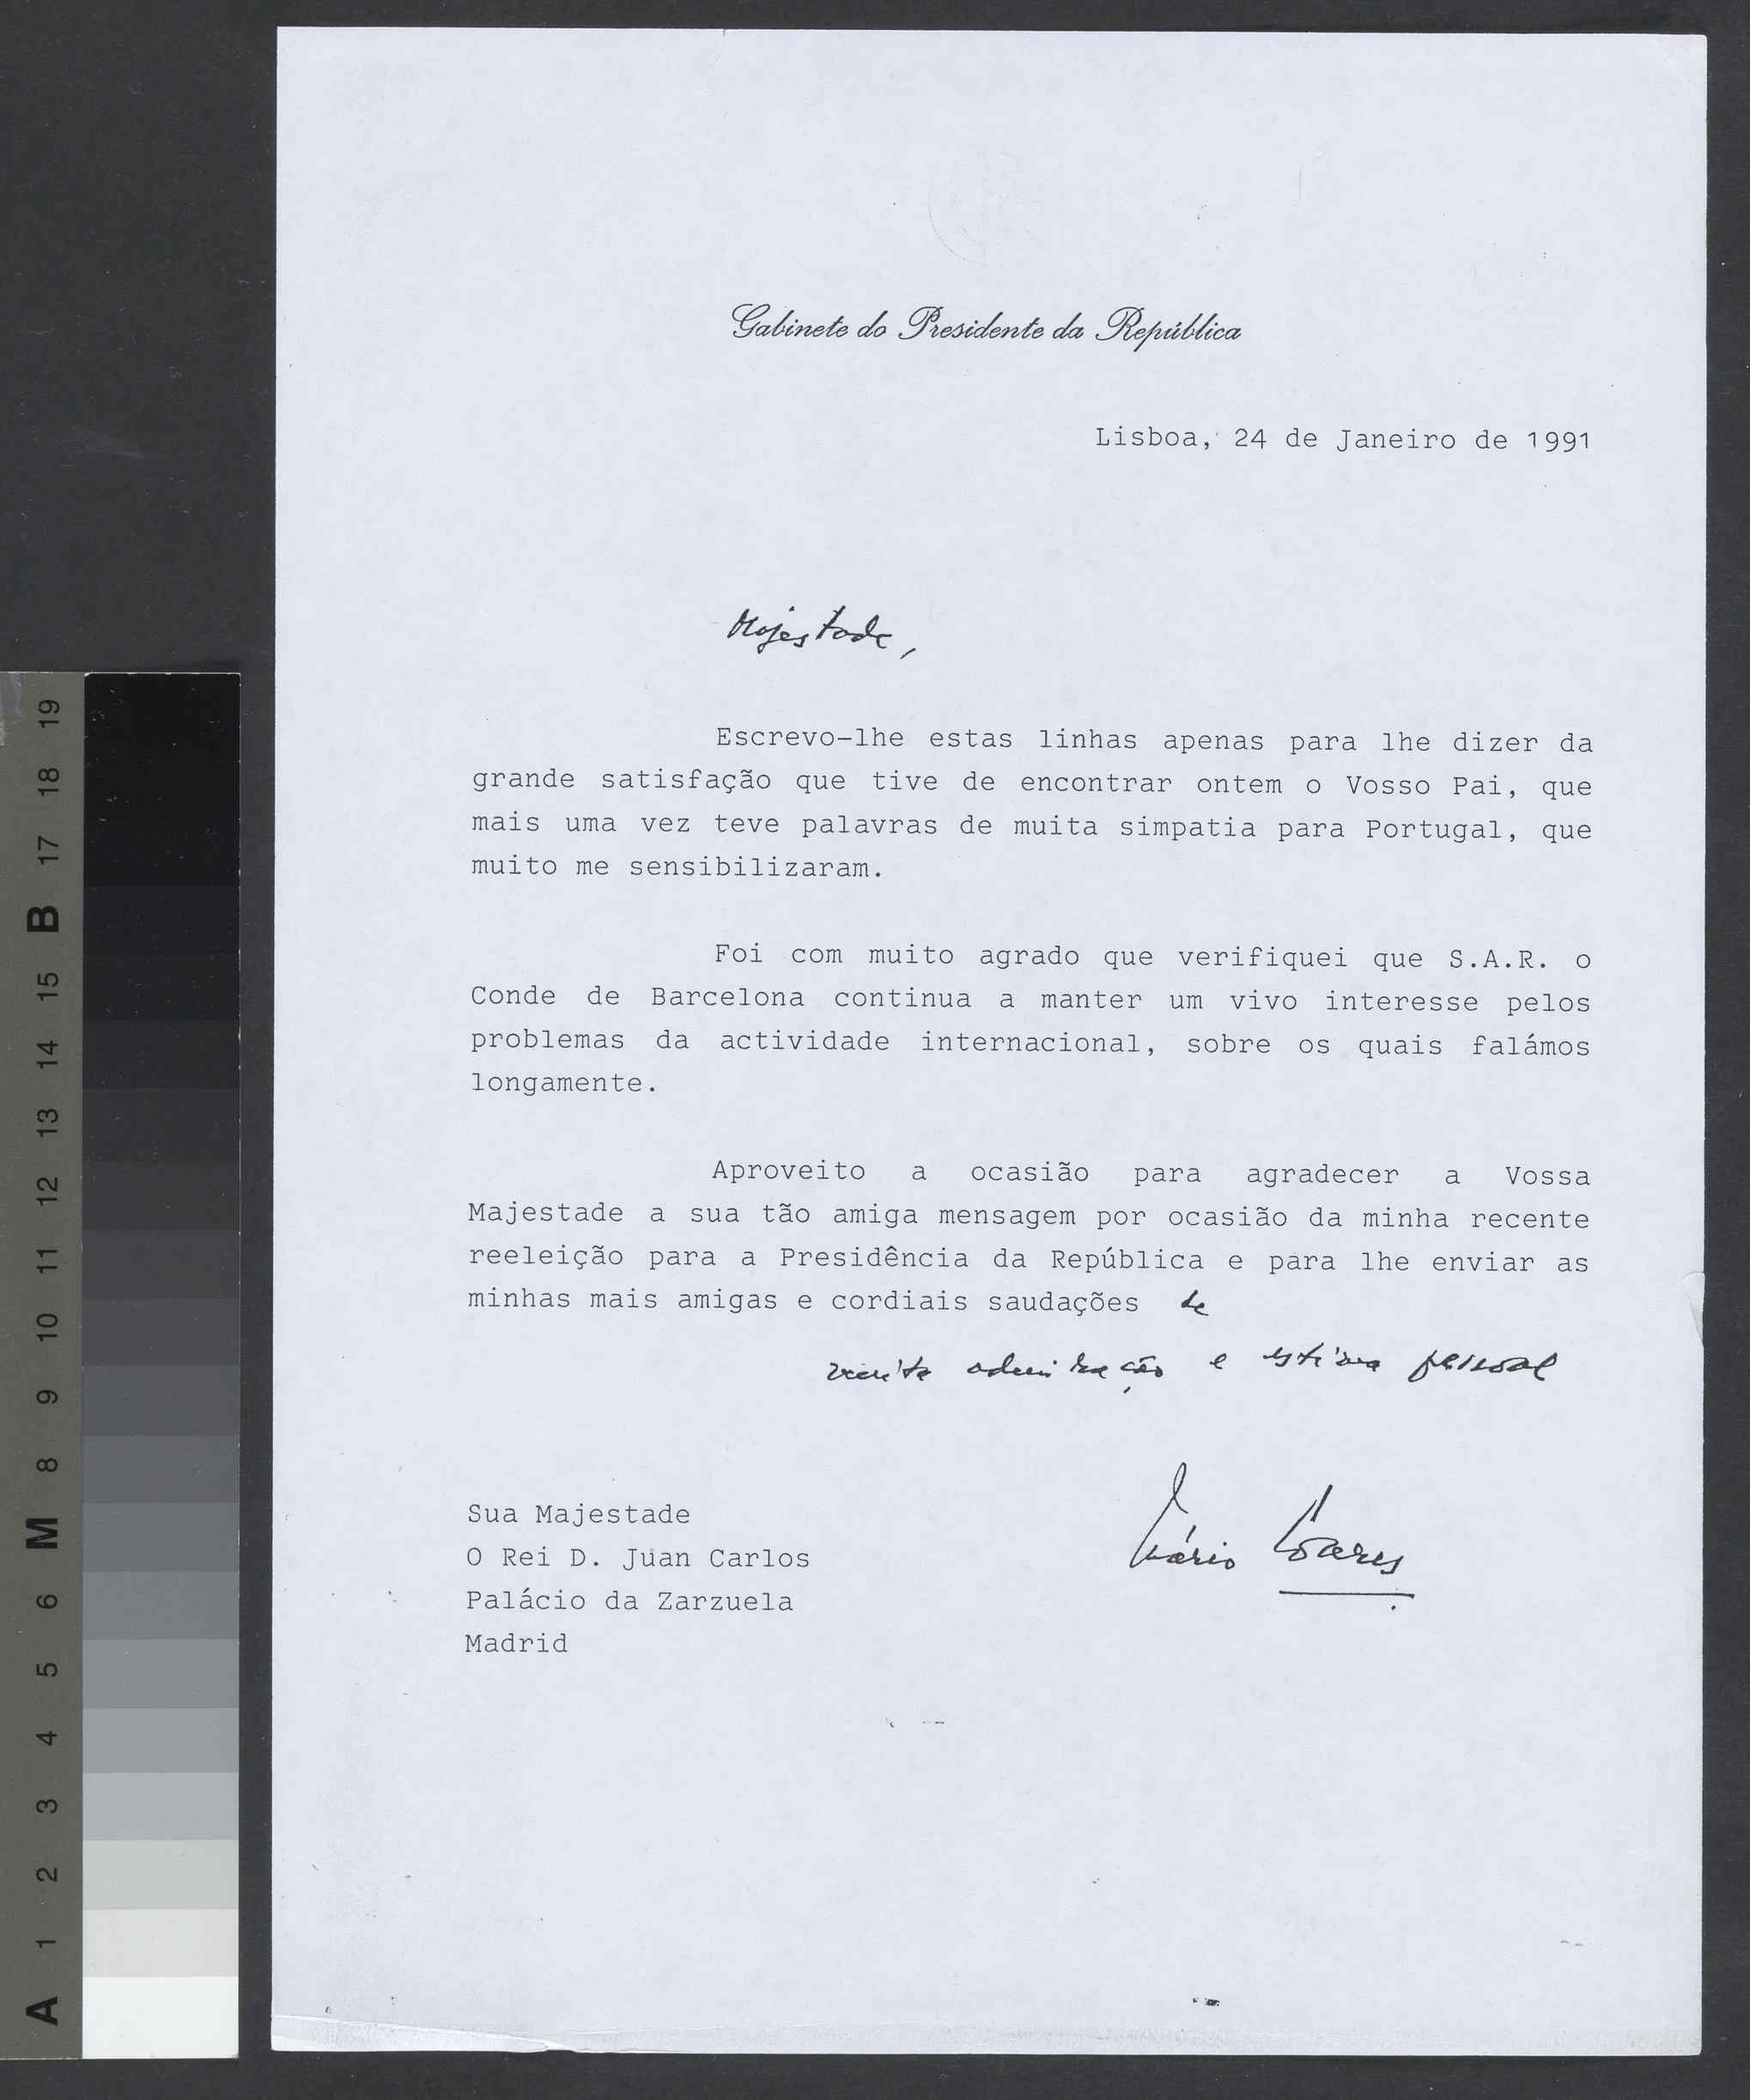 Gabinete do Presidente da República
Lisboa, 24 de Janeiro de 1991
Majestade,
Escrevo-lhe estas linhas apenas para lhe dizer da
grande satisfação que tive de encontrar ontem o Vosso Pai, que
mais uma vez teve palavras de muita simpatia para Portugal, que
muito me sensibilizaram.
Foi com muito agrado que verifiquei que S.A.R. o
Conde de Barcelona continua a manter um vivo interesse pelos
problemas da actividade internacional, sobre os quais falámos
longamente.
Aproveito a ocasião para agradecer a Vossa
Majestade a sua tão amiga mensagem por ocasião da minha recente
reeleição para a Presidência da República e para lhe enviar as
minhas mais amigas e cordiais saudações de
muita admiração e estima pessoal
Mário Soares
Sua Majestade
O Rei D. Juan Carlos
Palácio da Zarzuela
Madrid
A 1 2 3 4 5 6 M 8 9 10 11 12 13 14 15 B 17 18 19